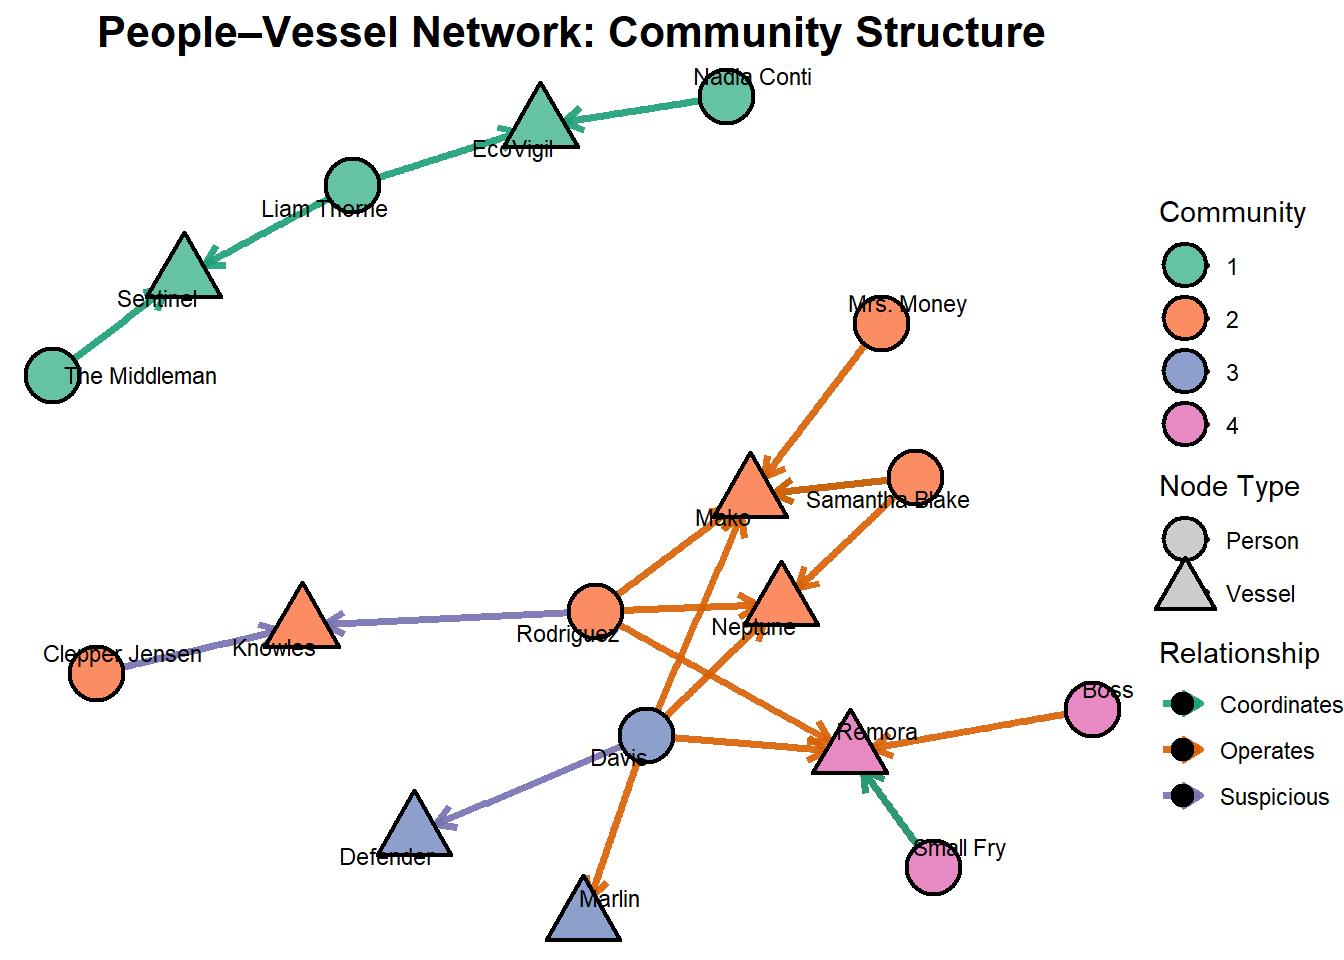 People–Vessel Network: Community Structure
Nadia Conti
EcoVigil
Liam Thorne
Sentinel
The Middleman
Mrs. Money
Samantha Blake
Mako
Neptune
Rodriguez
Knowles
Clepper Jensen
Boss
Remora
Davis
Small Fry
Defender
Marlin
Community
1
2
3
4
Node Type
Person
Vessel
Relationship
Coordinates
Operates
Suspicious